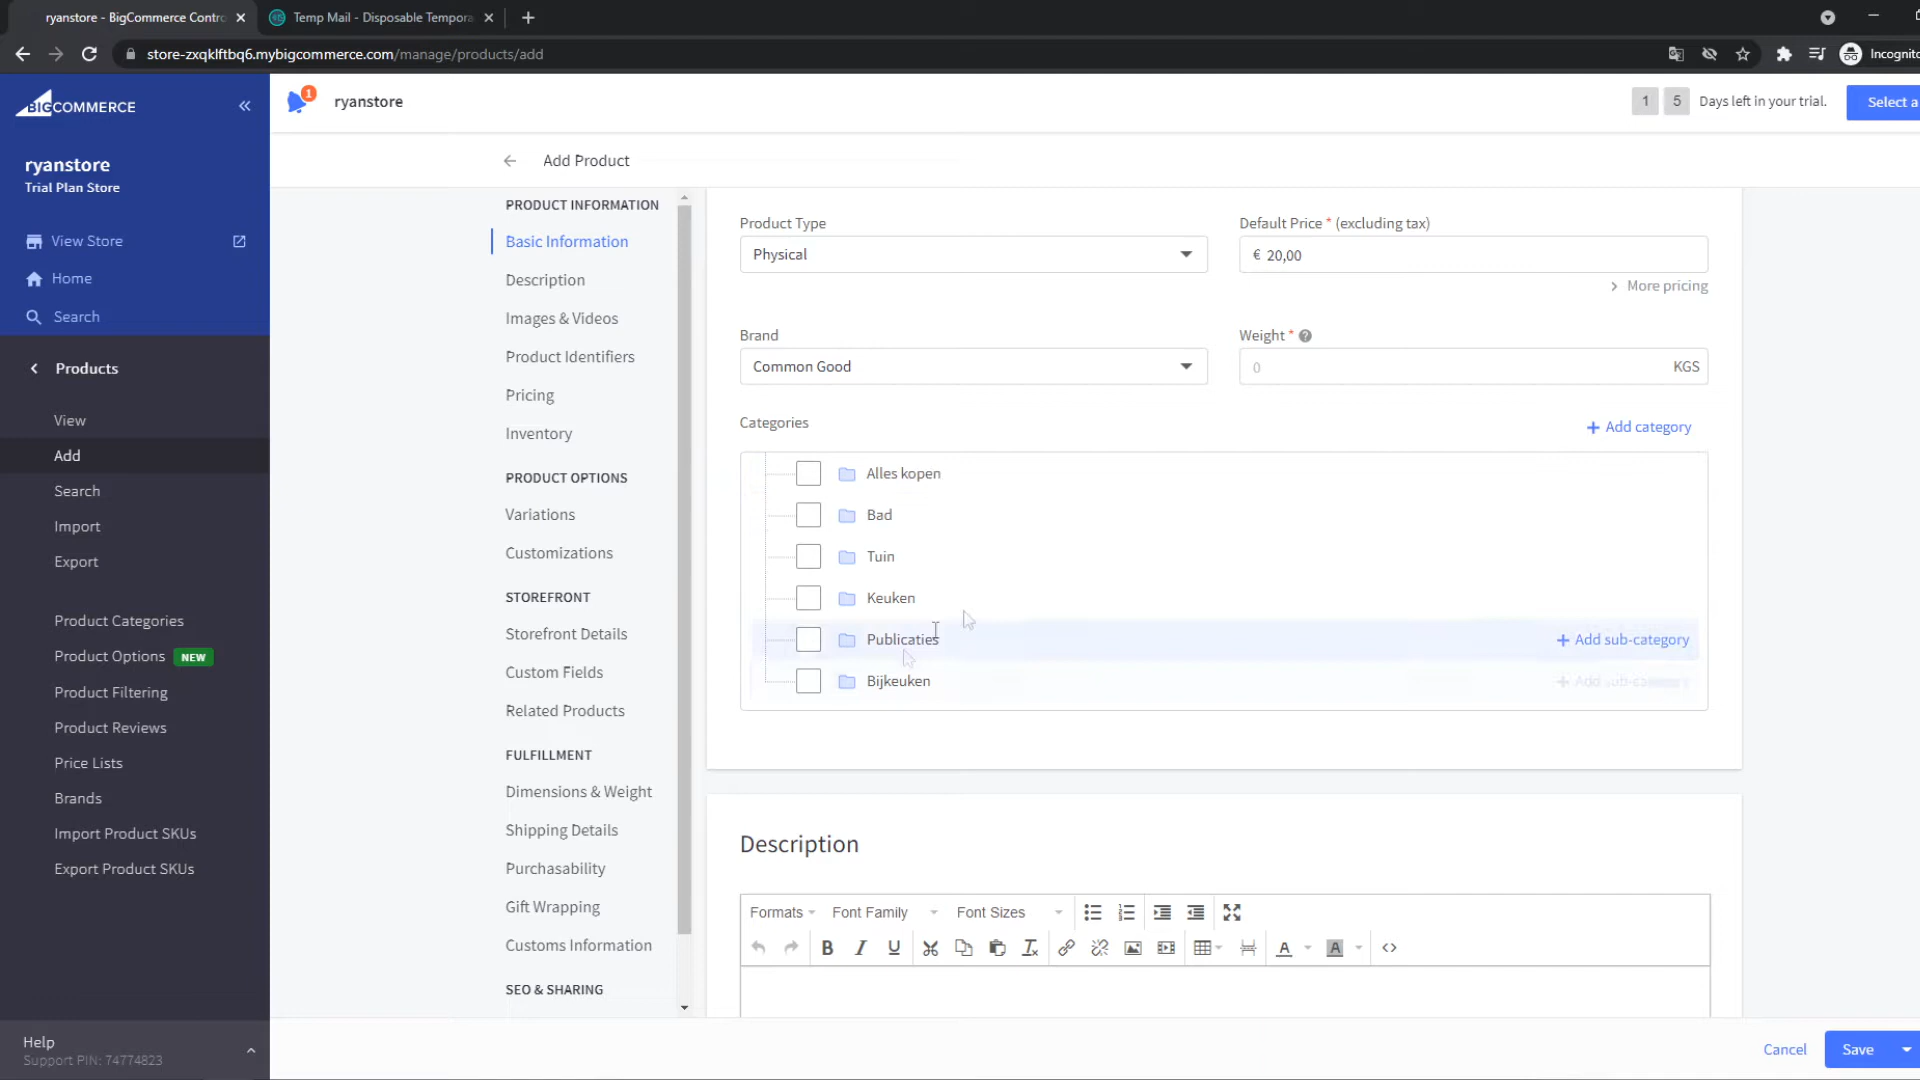 ryanstore - BigCommerce Contro
Temp Mail - Disposable Tempora
store-zxqklftbq6.mybigcommerce.com/manage/products/add
Incognito
BIGCOMMERCE
1
ryanstore
1 5 Days left in your trial.
Select a
ryanstore
Trial Plan Store
View Store
Home
Search
Products
View
Add
Search
Import
Export
Product Categories
Product Options NEW
Product Filtering
Product Reviews
Price Lists
Brands
Import Product SKUs
Export Product SKUs
Help
Support PIN: 74774823
Add Product
PRODUCT INFORMATION
Basic Information
Description
Images & Videos
Product Identifiers
Pricing
Inventory
PRODUCT OPTIONS
Variations
Customizations
STOREFRONT
Storefront Details
Custom Fields
Related Products
FULFILLMENT
Dimensions & Weight
Shipping Details
Purchasability
Gift Wrapping
Customs Information
SEO & SHARING
Product Type
Physical
Default Price * (excluding tax)
€ 20,00
More pricing
Brand
Common Good
Weight *
0 KGS
Categories
+ Add category
Alles kopen
Bad
Tuin
Keuken
Publicaties
+ Add sub-category
Bijkeuken
+ Add sub-category
Description
Formats Font Family Font Sizes
B I U A A <>
Cancel
Save